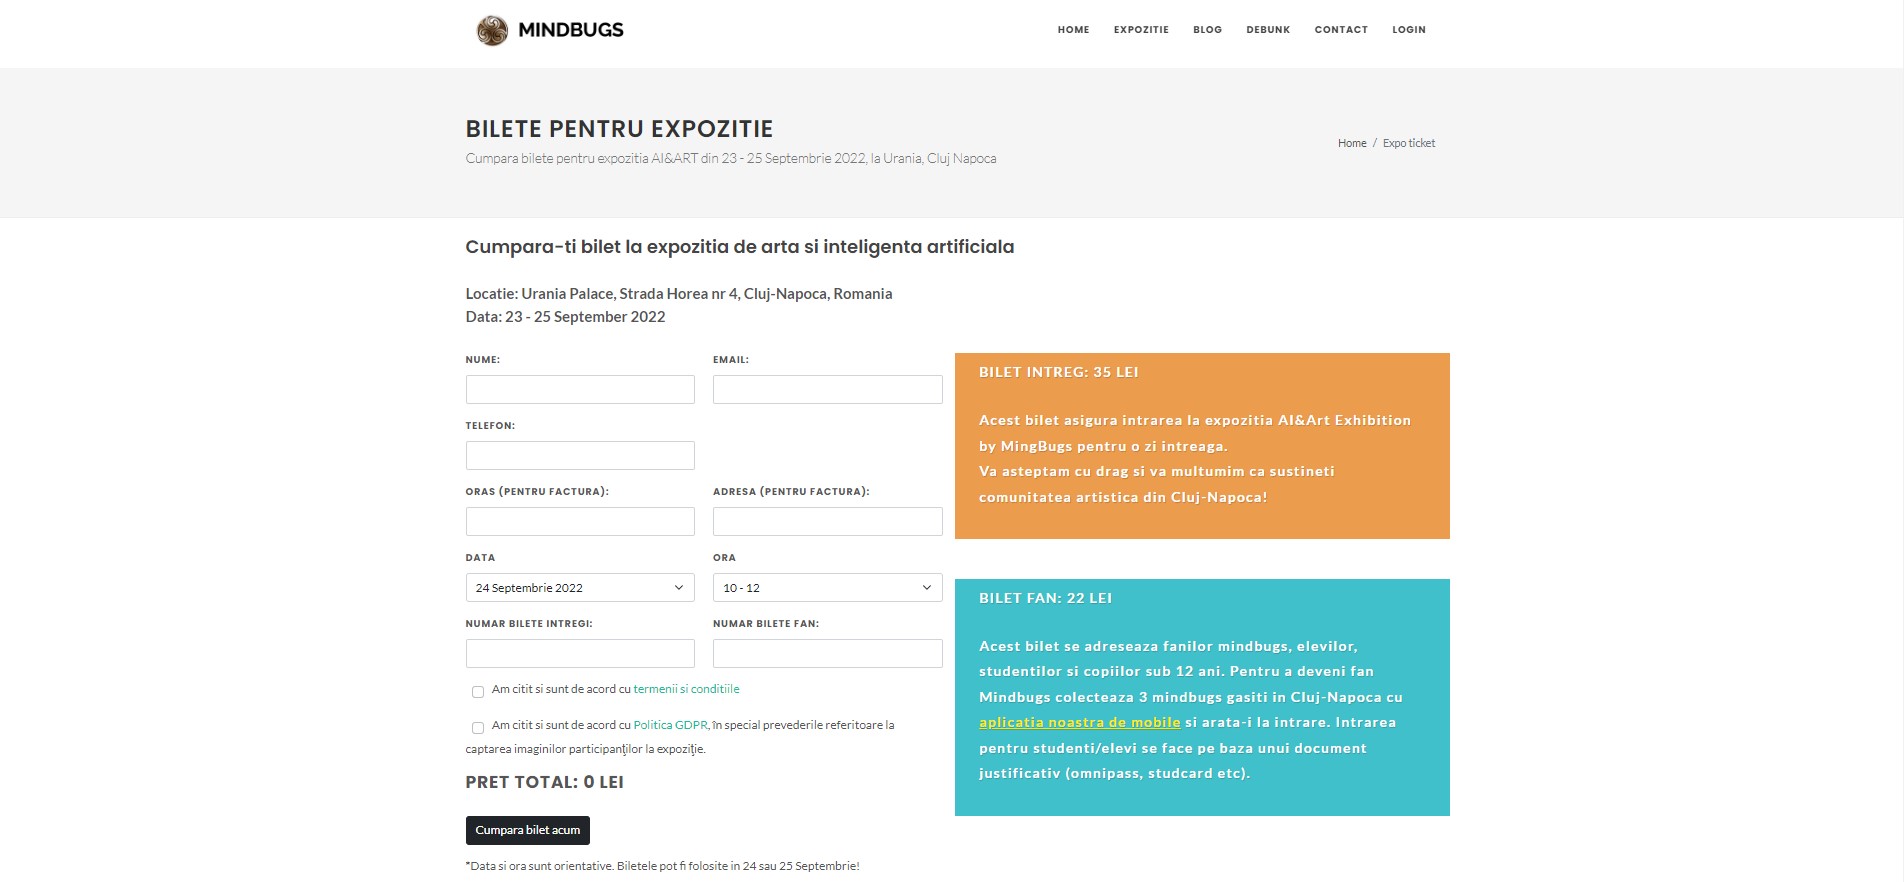 MINDBUGS
HOME EXPOZITIE BLOG DEBUNK CONTACT LOGIN
BILETE PENTRU EXPOZITIE
Cumpara bilete pentru expozitia AI&ART din 23 - 25 Septembrie 2022, la Urania, Cluj Napoca
Home / Expo ticket
Cumpara-ti bilet la expozitia de arta si inteligenta artificiala
Locatie: Urania Palace, Strada Horea nr 4, Cluj-Napoca, Romania
Data: 23 - 25 September 2022
NUME:
EMAIL:
TELEFON:
ORAS (PENTRU FACTURA):
ADRESA (PENTRU FACTURA):
DATA
ORA
24 Septembrie 2022
10 - 12
NUMAR BILETE INTREGI:
NUMAR BILETE FAN:
Am citit si sunt de acord cu termenii si conditiile
Am citit si sunt de acord cu Politica GDPR, în special prevederile referitoare la
captarea imaginilor participanţilor la expoziţie.
PRET TOTAL: 0 LEI
Cumpara bilet acum
*Data si ora sunt orientative. Biletele pot fi folosite in 24 sau 25 Septembrie!
BILET INTREG: 35 LEI
Acest bilet asigura intrarea la expozitia AI&Art Exhibition
by MingBugs pentru o zi intreaga.
Va asteptam cu drag si va multumim ca sustineti
comunitatea artistica din Cluj-Napoca!
BILET FAN: 22 LEI
Acest bilet se adreseaza fanilor mindbugs, elevilor,
studentilor si copiilor sub 12 ani. Pentru a deveni fan
Mindbugs colecteaza 3 mindbugs gasiti in Cluj-Napoca cu
aplicatia noastra de mobile si arata-i la intrare. Intrarea
pentru studenti/elevi se face pe baza unui document
justificativ (omnipass, studcard etc).